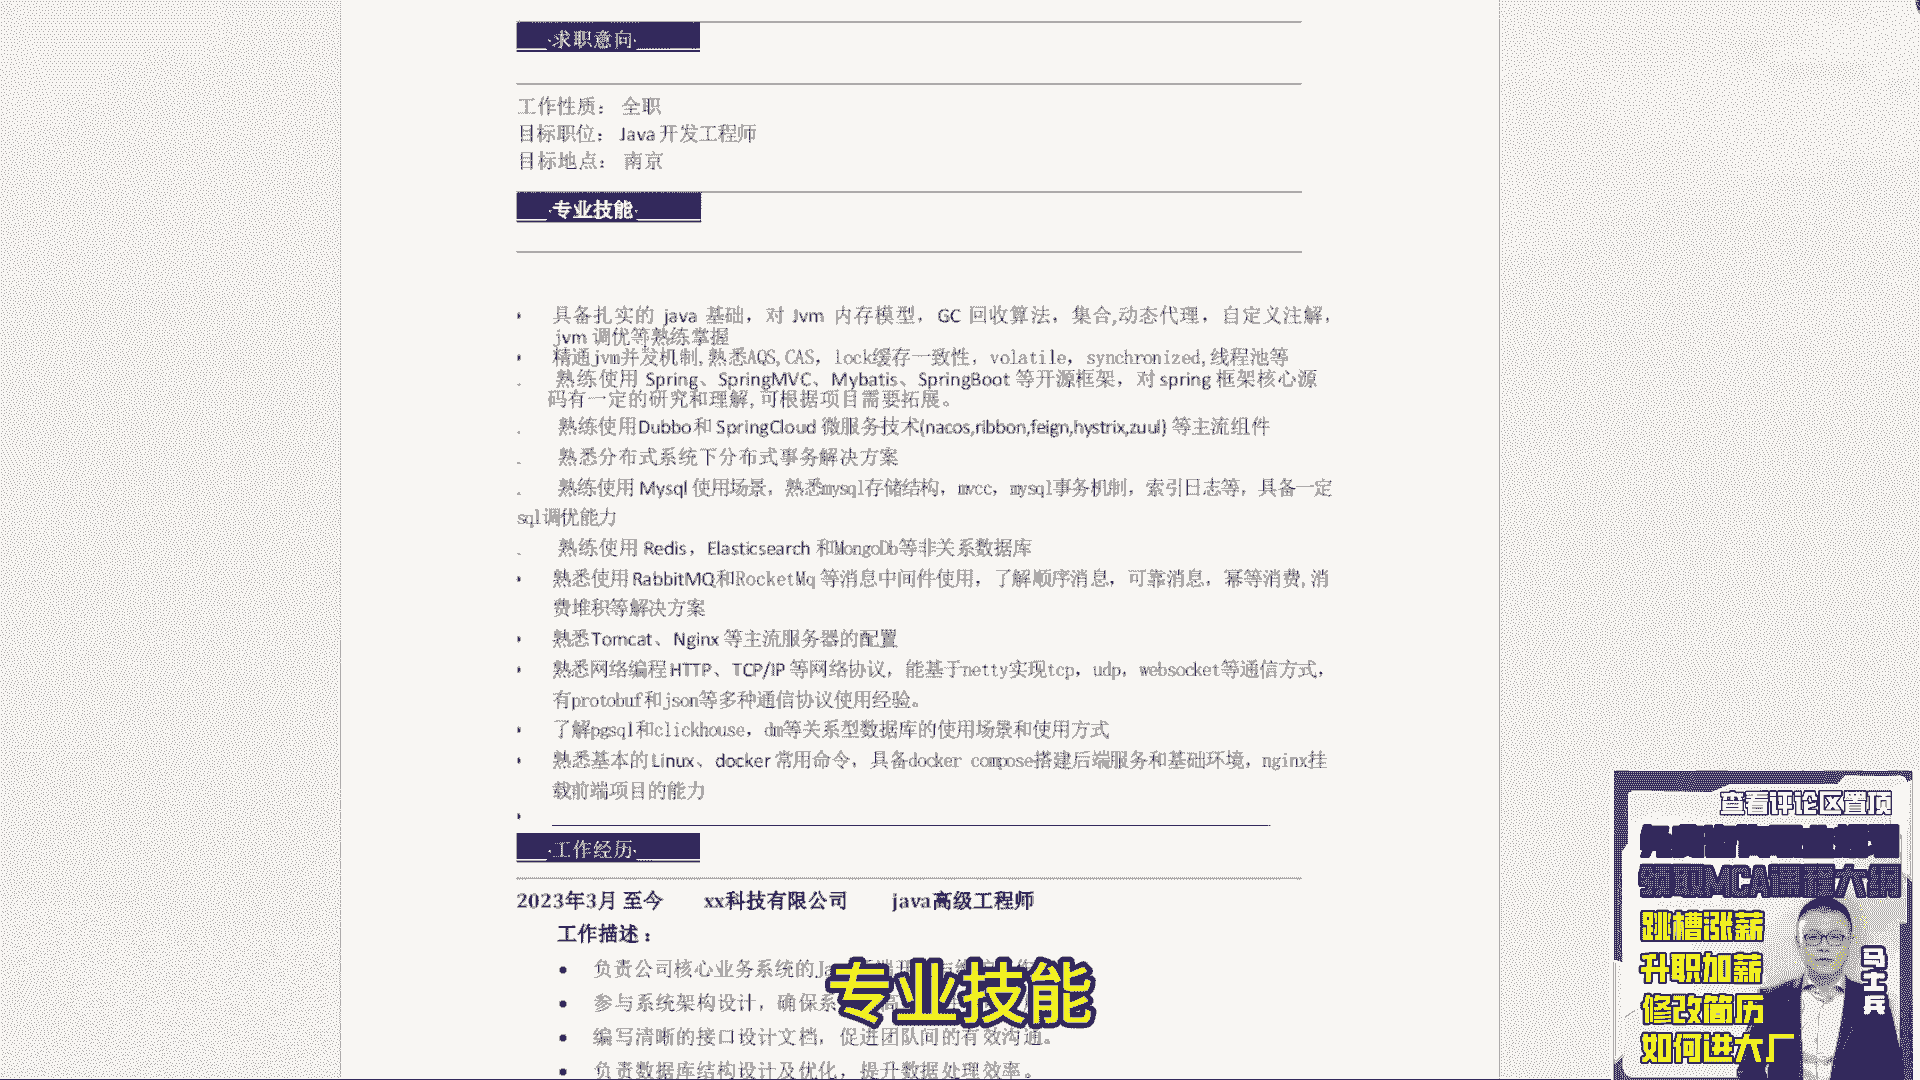 ·求职意向·
工作性质： 全职
目标职位： Java 开发工程师
目标地点： 南京
·专业技能·
具备扎实的 java 基础，对 Jvm 内存模型，GC 回收算法，集合,动态代理，自定义注解，
jvm 调优等熟练掌握
精通jvm并发机制,熟悉AQS,CAS，lock缓存一致性，volatile，synchronized,线程池等
熟练使用 Spring、SpringMVC、Mybatis、SpringBoot 等开源框架，对 spring 框架核心源
码有一定的研究和理解,可根据项目需要拓展。
熟练使用Dubbo和 SpringCloud 微服务技术(nacos,ribbon,feign,hystrix,zuul) 等主流组件
熟悉分布式系统下分布式事务解决方案
熟练使用 Mysql 使用场景，熟悉mysql存储结构，mvcc，mysql事务机制，索引日志等，具备一定
sql调优能力
熟练使用 Redis，Elasticsearch 和MongoDb等非关系数据库
熟悉使用 RabbitMQ和RocketMq 等消息中间件使用，了解顺序消息，可靠消息，幂等消费,消
费堆积等解决方案
熟悉Tomcat、Nginx 等主流服务器的配置
熟悉网络编程 HTTP、TCP/IP 等网络协议，能基于netty实现tcp，udp，websocket等通信方式，
有protobuf和json等多种通信协议使用经验。
了解pgsql和clickhouse，dm等关系型数据库的使用场景和使用方式
熟悉基本的 Linux、docker 常用命令，具备docker compose搭建后端服务和基础环境，nginx挂
载前端项目的能力
·工作经历·
2023年3月 至今 xx科技有限公司 java高级工程师
工作描述：
负责公司核心业务系统的Ja
参与系统架构设计，确保系
编写清晰的接口设计文档，促进团队间的有效沟通。
负责数据库结构设计及优化，提升数据处理效率。
专业技能
查看评论区置顶
领取MCA课程大纲
跳槽涨薪
升职加薪
修改简历
如何进大厂
马士兵